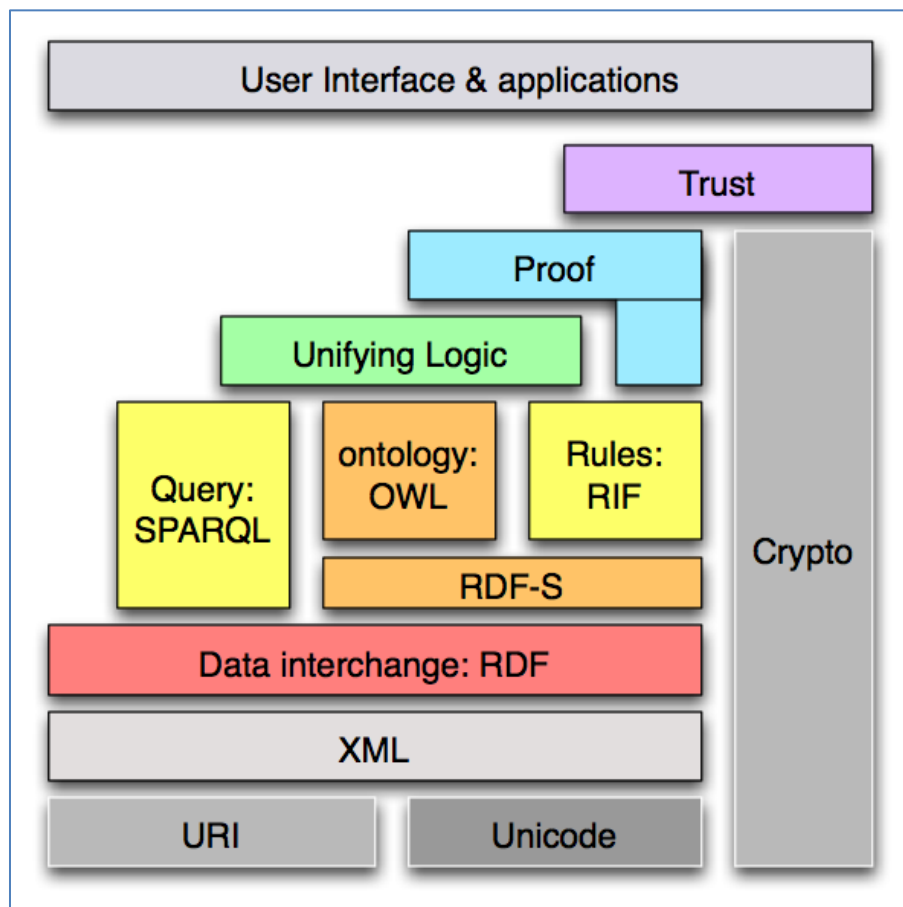 User Interface & applications
Trust
Proof
Unifying Logic
Query:
SPARQL
ontology:
OWL
Rules:
RIF
Crypto
RDF-S
Data interchange: RDF
XML
URI
Unicode